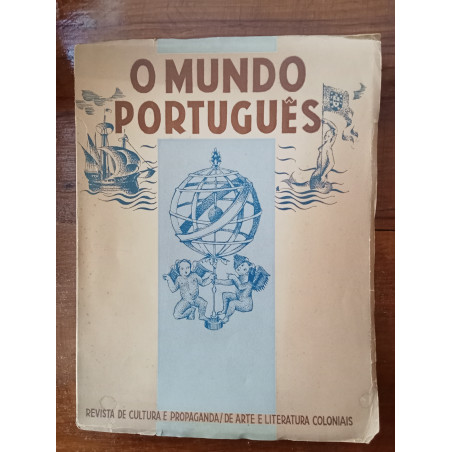 O MUNDO
PORTUGUÊS
REVISTA DE CULTURA E PROPAGANDA / DE ARTE E LITERATURA COLONIAIS